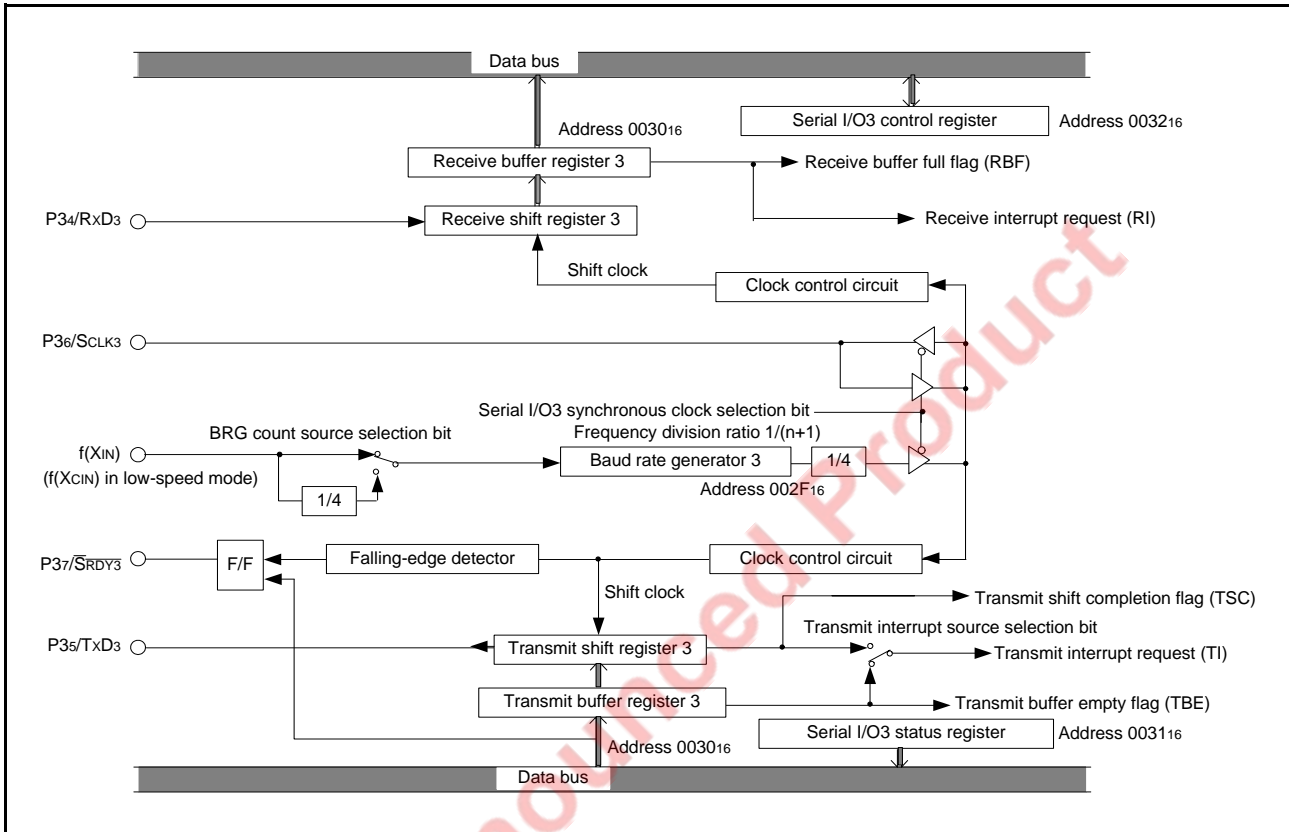 Data bus
Serial I/O3 control register
Address 0032₁₆
Address 0030₁₆
Receive buffer register 3
Receive buffer full flag (RBF)
P3₄/RxD₃
Receive shift register 3
Receive interrupt request (RI)
Shift clock
Clock control circuit
P3₆/SCLK3
Serial I/O3 synchronous clock selection bit
BRG count source selection bit
Frequency division ratio 1/(n+1)
f(XIN)
Baud rate generator 3
1/4
(f(XCIN) in low-speed mode)
Address 002F₁₆
1/4
P3₇/S̅R̅D̅Y̅3̅
F/F
Falling-edge detector
Clock control circuit
Shift clock
Transmit shift completion flag (TSC)
P3₅/TxD₃
Transmit shift register 3
Transmit interrupt source selection bit
Transmit interrupt request (TI)
Transmit buffer register 3
Transmit buffer empty flag (TBE)
Address 0030₁₆
Serial I/O3 status register
Address 0031₁₆
Data bus
nounced Product